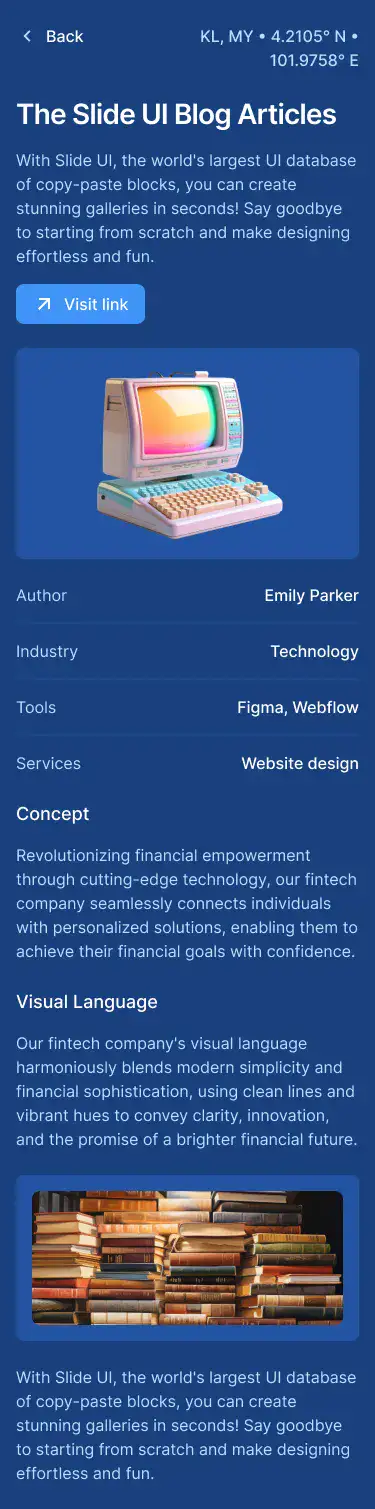 Back
KL, MY • 4.2105° N •
101.9758° E
The Slide UI Blog Articles
With Slide UI, the world's largest UI database
of copy-paste blocks, you can create
stunning galleries in seconds! Say goodbye
to starting from scratch and make designing
effortless and fun.
Visit link
Author Emily Parker
Industry Technology
Tools Figma, Webflow
Services Website design
Concept
Revolutionizing financial empowerment
through cutting-edge technology, our fintech
company seamlessly connects individuals
with personalized solutions, enabling them to
achieve their financial goals with confidence.
Visual Language
Our fintech company's visual language
harmoniously blends modern simplicity and
financial sophistication, using clean lines and
vibrant hues to convey clarity, innovation,
and the promise of a brighter financial future.
With Slide UI, the world's largest UI database
of copy-paste blocks, you can create
stunning galleries in seconds! Say goodbye
to starting from scratch and make designing
effortless and fun.